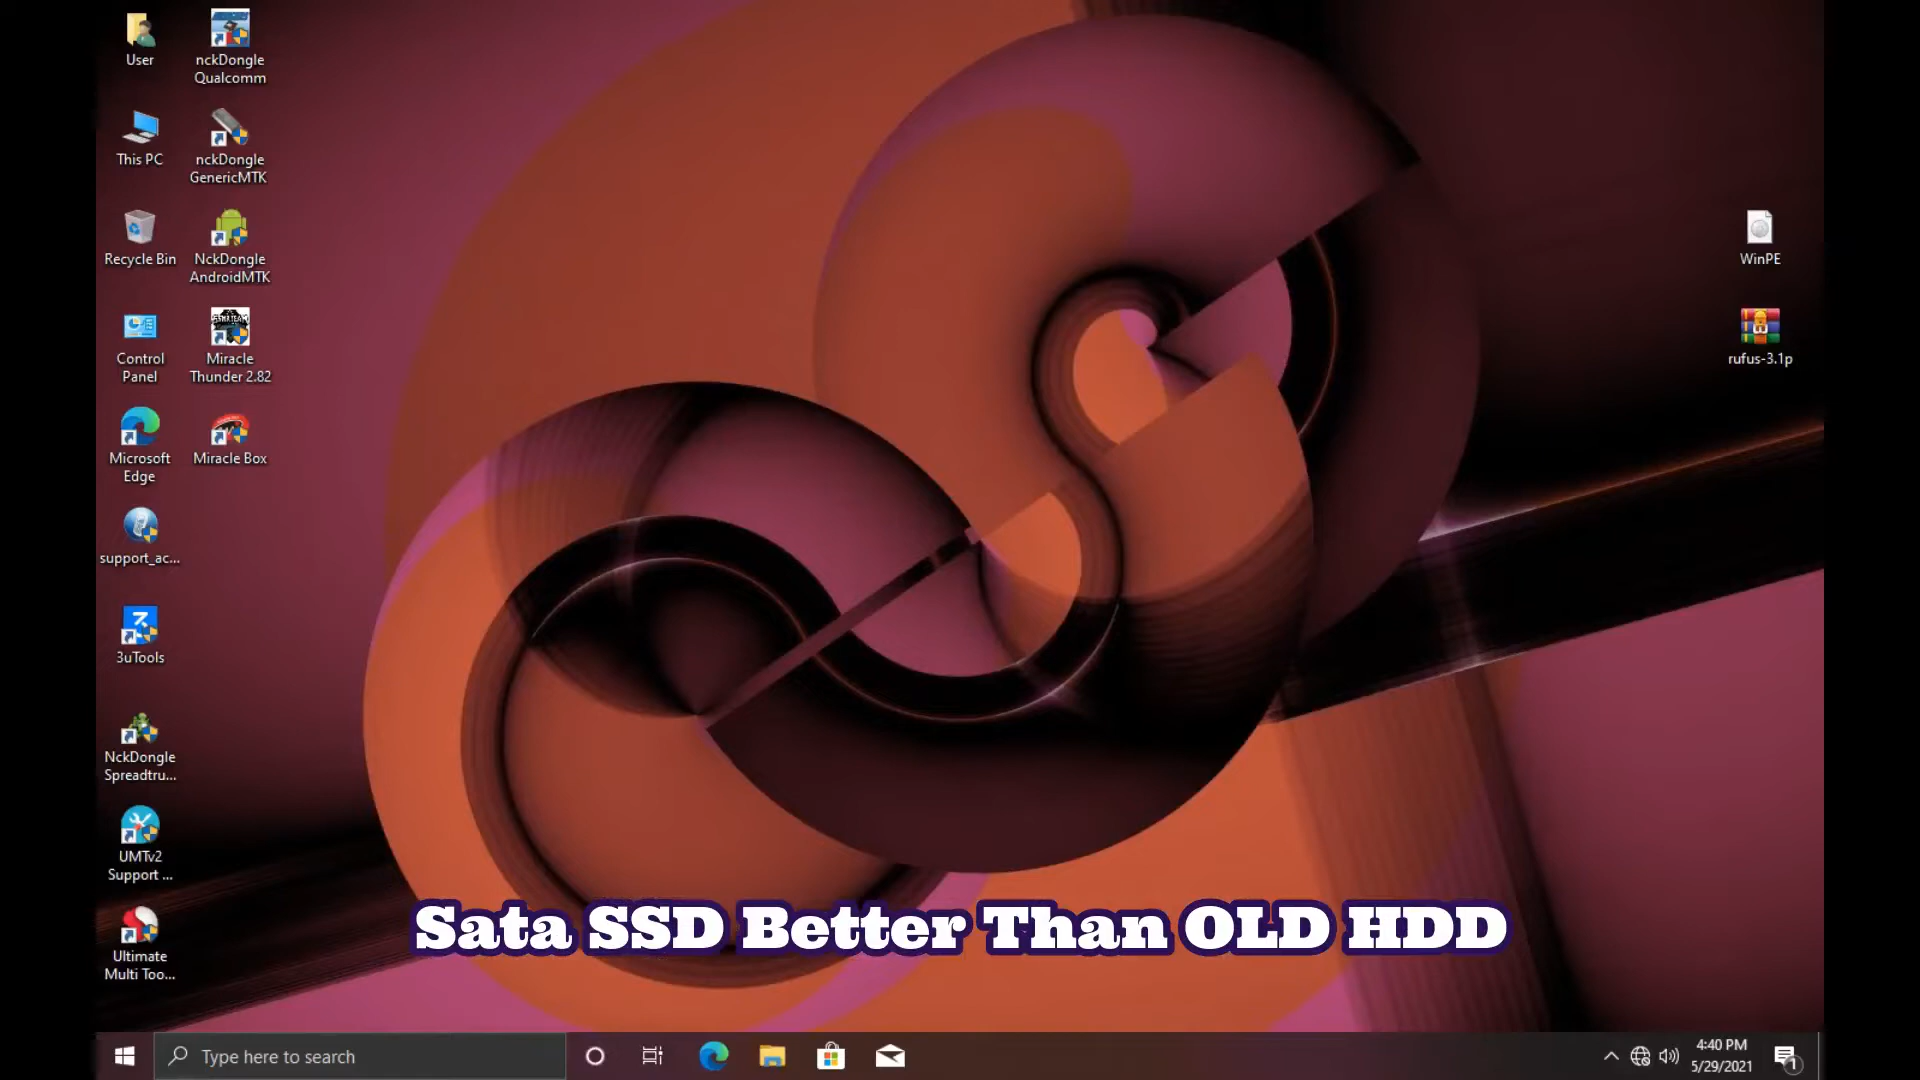 User
nckDongle
Qualcomm
This PC
nckDongle
GenericMTK
Recycle Bin
NckDongle
AndroidMTK
Control
Panel
Miracle
Thunder 2.82
Microsoft
Edge
Miracle Box
support_ac...
3uTools
NckDongle
Spreadtru...
UMTv2
Support ...
Ultimate
Multi Too...
WinPE
rufus-3.1p
Sata SSD Better Than OLD HDD
Type here to search
4:40 PM
5/29/2021
1